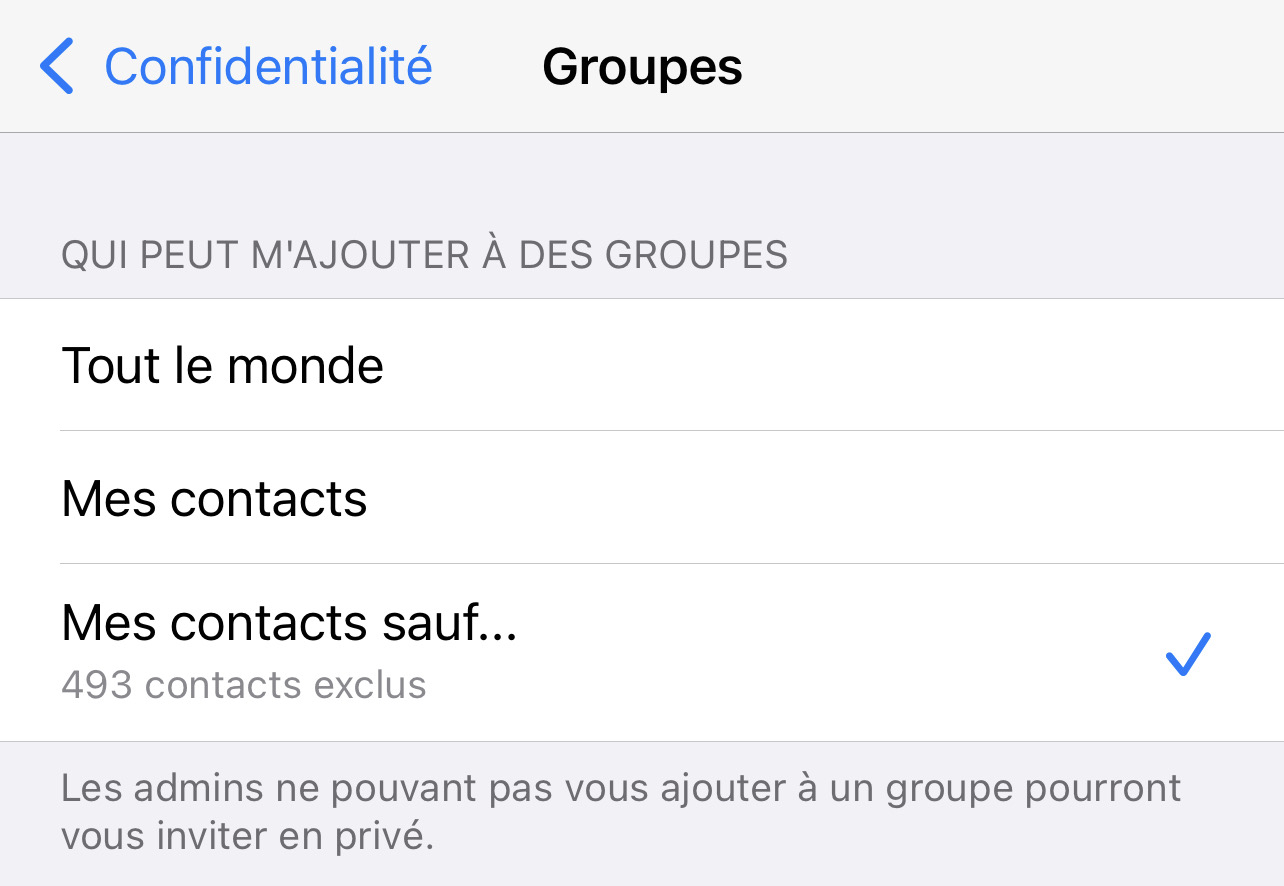 Confidentialité
Groupes
QUI PEUT M'AJOUTER À DES GROUPES
Tout le monde
Mes contacts
Mes contacts sauf...
493 contacts exclus
Les admins ne pouvant pas vous ajouter à un groupe pourront
vous inviter en privé.